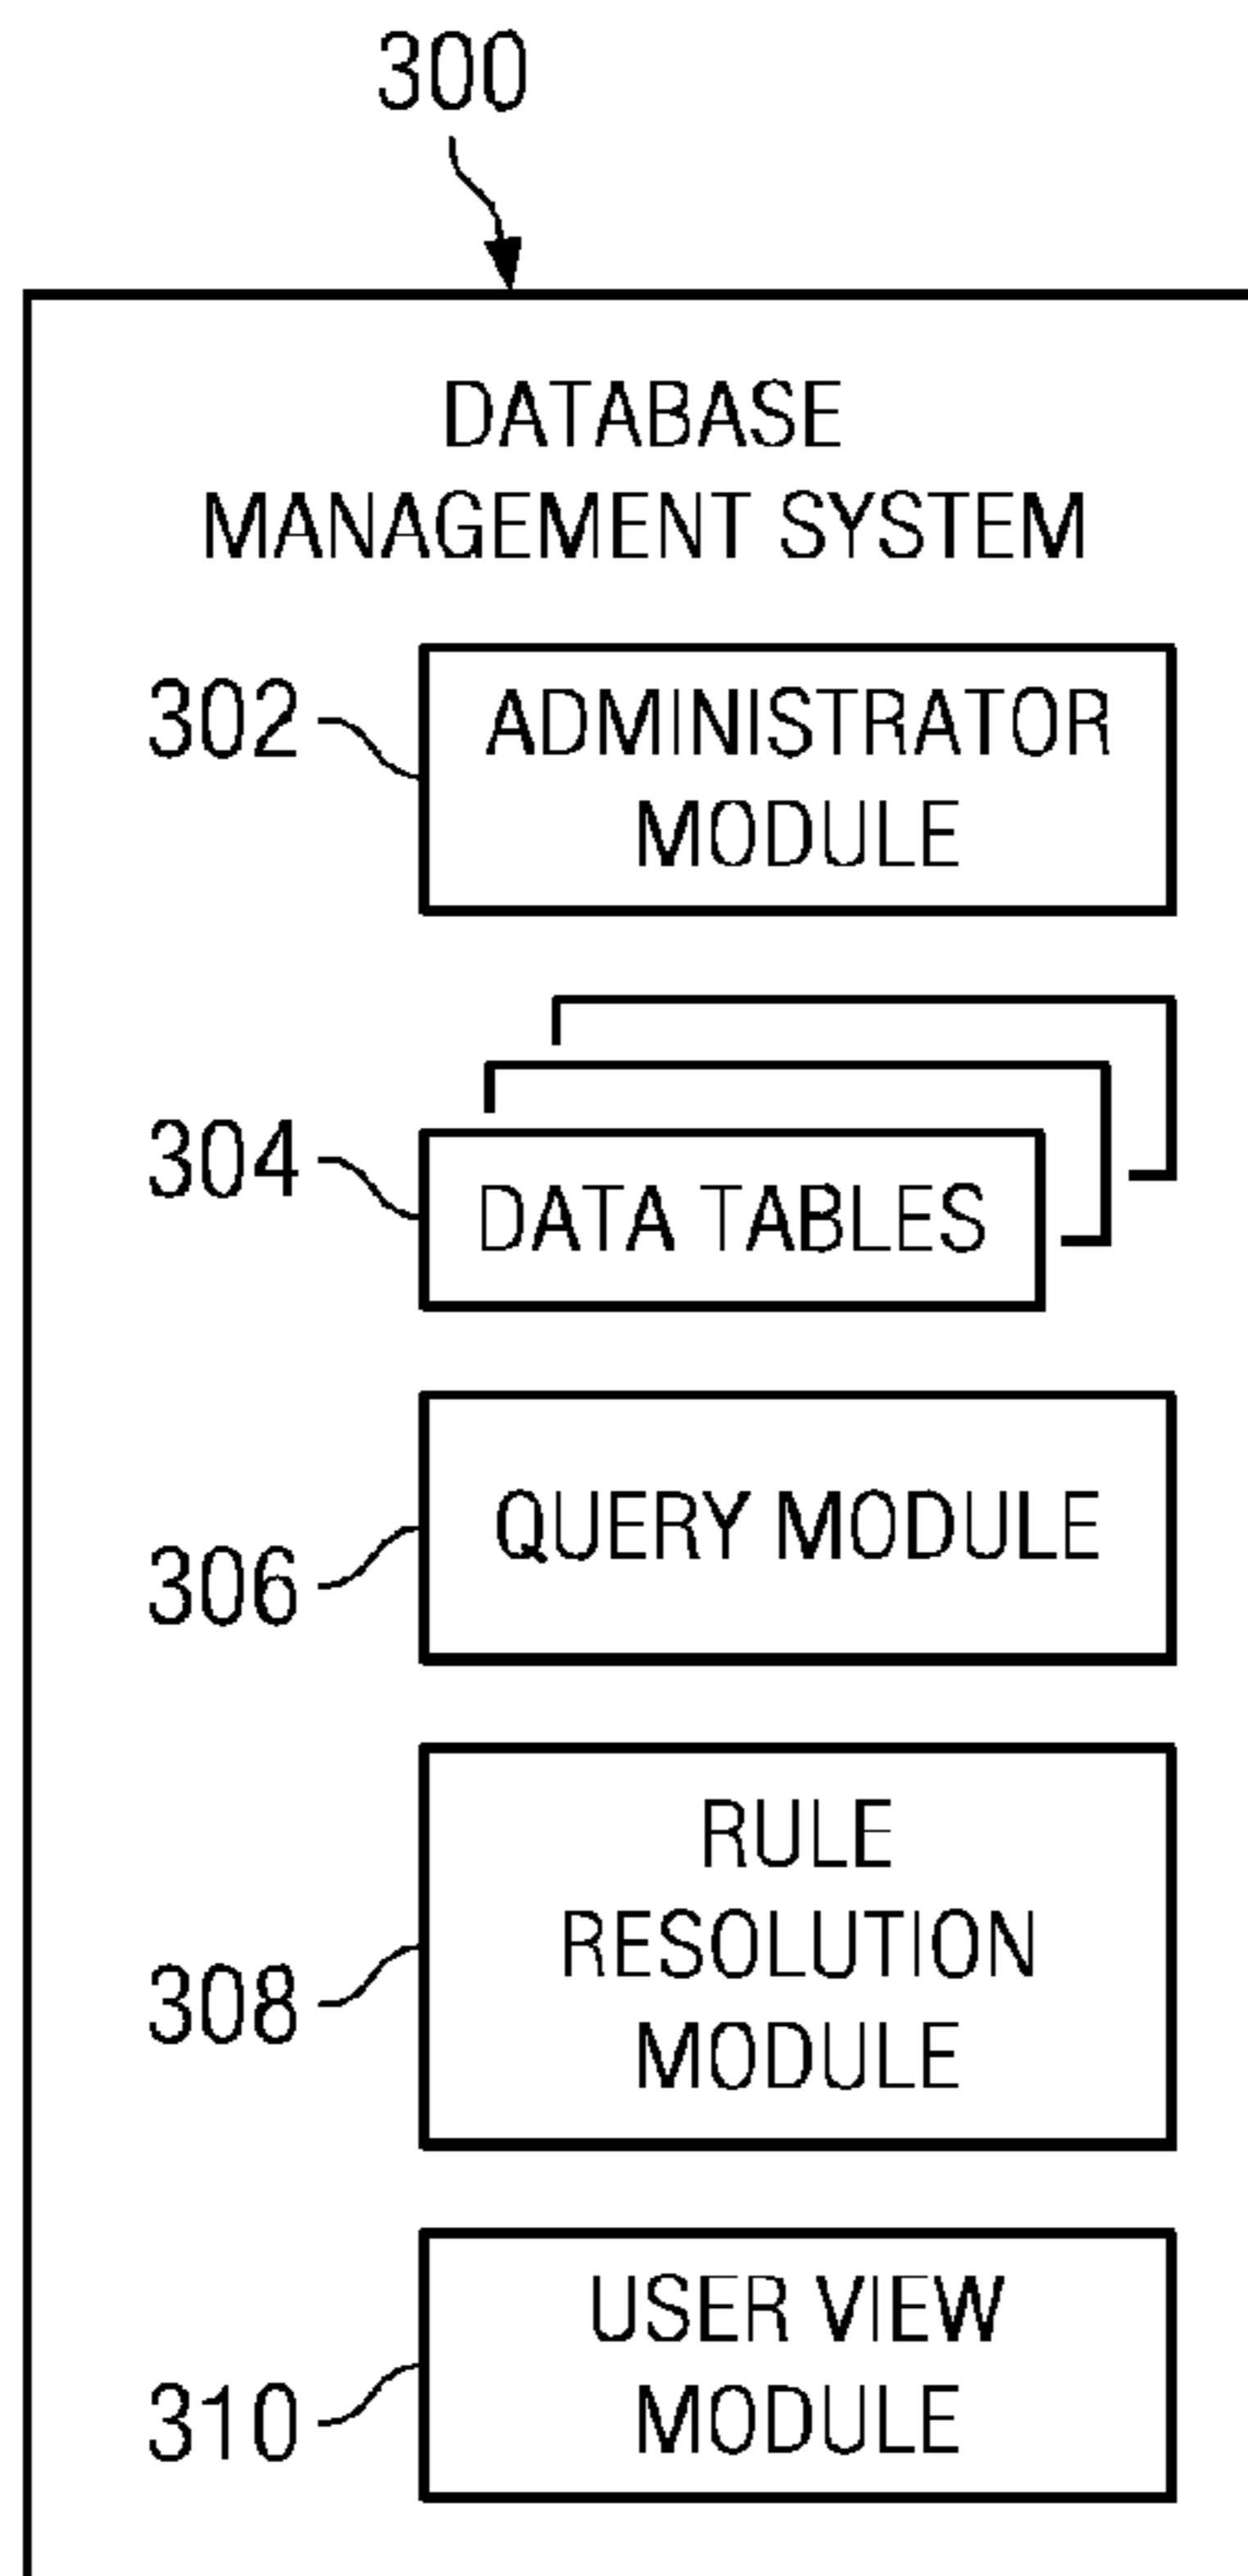 300
DATABASE
MANAGEMENT SYSTEM
302
ADMINISTRATOR
MODULE
304
DATA TABLES
306
QUERY MODULE
308
RULE
RESOLUTION
MODULE
310
USER VIEW
MODULE